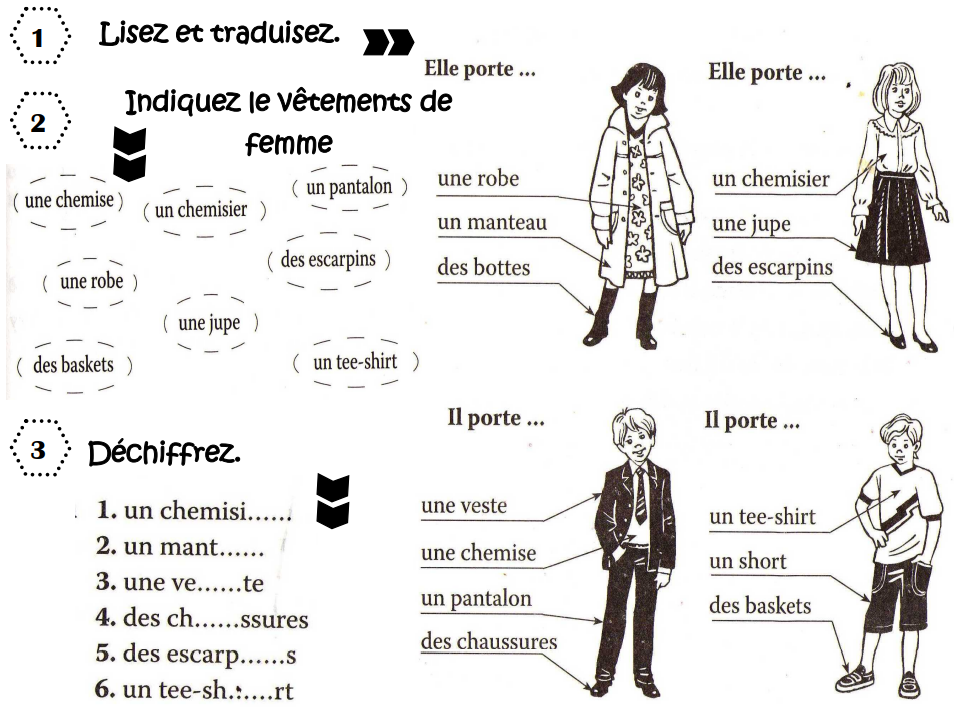 1 Lisez et traduisez.
2 Indiquez le vêtements de
femme
une chemise
un chemisier
un pantalon
une robe
des escarpins
une jupe
des baskets
un tee-shirt
3 Déchiffrez.
1. un chemisi......
2. un mant......
3. une ve......te
4. des ch......ssures
5. des escarp......s
6. un tee-sh.:....rt
Elle porte ...
une robe
un manteau
des bottes
Elle porte ...
un chemisier
une jupe
des escarpins
Il porte ...
une veste
une chemise
un pantalon
des chaussures
Il porte ...
un tee-shirt
un short
des baskets